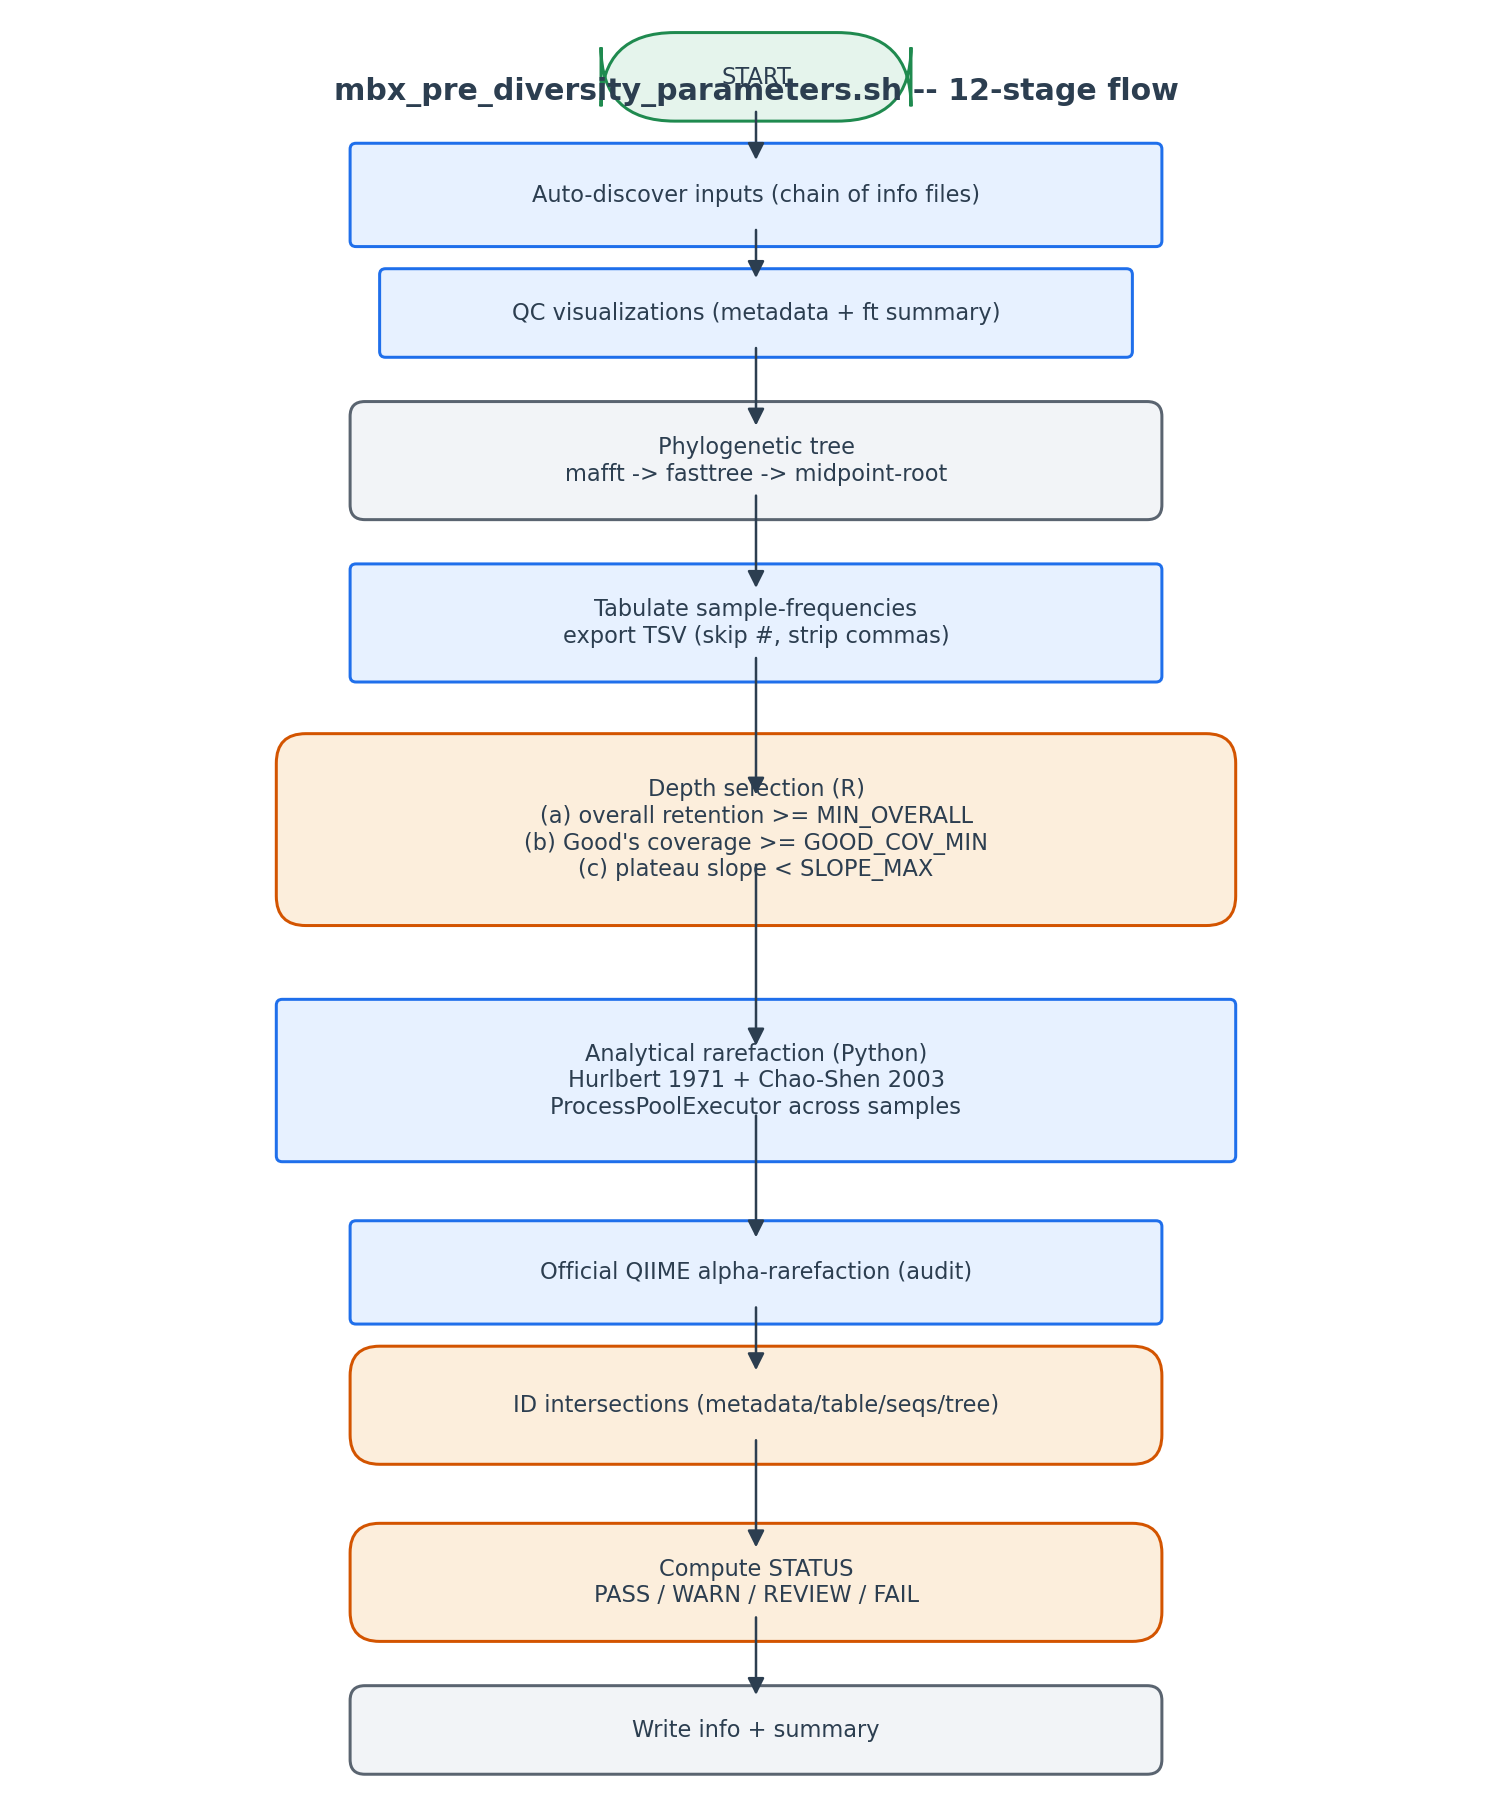 START
mbx_pre_diversity_parameters.sh -- 12-stage flow
Auto-discover inputs (chain of info files)
QC visualizations (metadata + ft summary)
Phylogenetic tree
mafft -> fasttree -> midpoint-root
Tabulate sample-frequencies
export TSV (skip #, strip commas)
Depth selection (R)
(a) overall retention >= MIN_OVERALL
(b) Good's coverage >= GOOD_COV_MIN
(c) plateau slope < SLOPE_MAX
Analytical rarefaction (Python)
Hurlbert 1971 + Chao-Shen 2003
ProcessPoolExecutor across samples
Official QIIME alpha-rarefaction (audit)
ID intersections (metadata/table/seqs/tree)
Compute STATUS
PASS / WARN / REVIEW / FAIL
Write info + summary